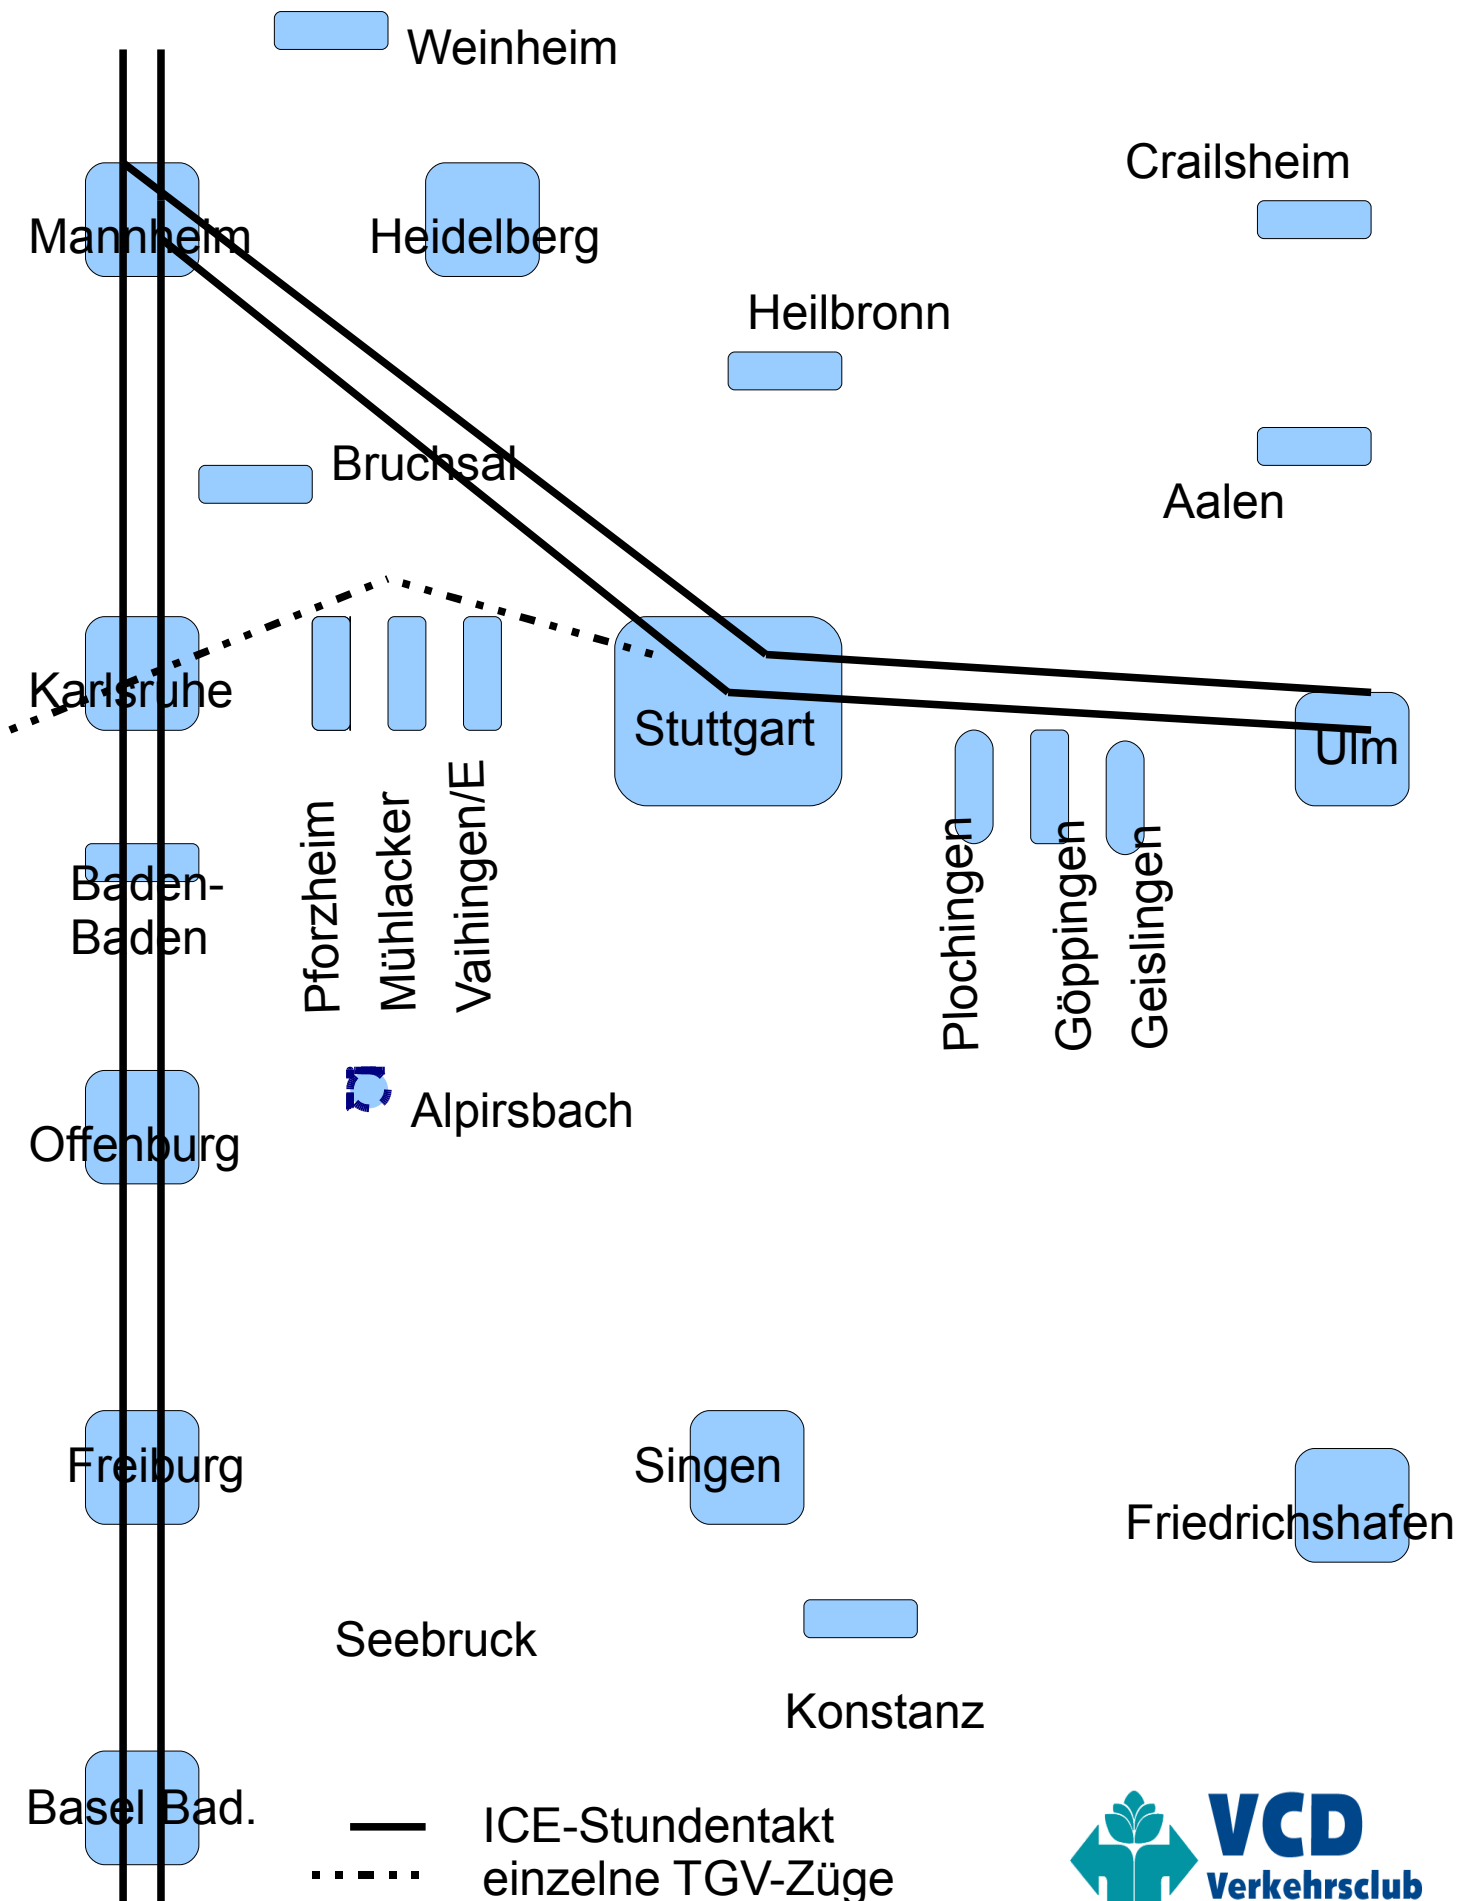 Weinheim
Crailsheim
Mannheim
Heidelberg
Heilbronn
Bruchsal
Aalen
Karlsruhe
Stuttgart
Ulm
Baden-
Baden
Pforzheim
Mühlacker
Vaihingen/E
Plochingen
Göppingen
Geislingen
Alpirsbach
Offenburg
Freiburg
Singen
Friedrichshafen
Seebruck
Konstanz
Basel Bad.
ICE-Stundentakt
einzelne TGV-Züge
VCD
Verkehrsclub